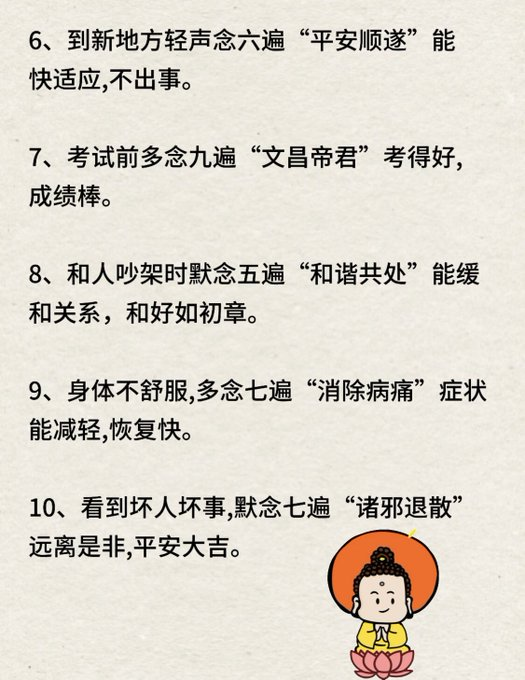 6、到新地方轻声念六遍“平安顺遂”能
快适应,不出事。
7、考试前多念九遍“文昌帝君”考得好,
成绩棒。
8、和人吵架时默念五遍“和谐共处”能缓
和关系，和好如初章。
9、身体不舒服,多念七遍“消除病痛”症状
能减轻,恢复快。
10、看到坏人坏事,默念七遍“诸邪退散”
远离是非,平安大吉。